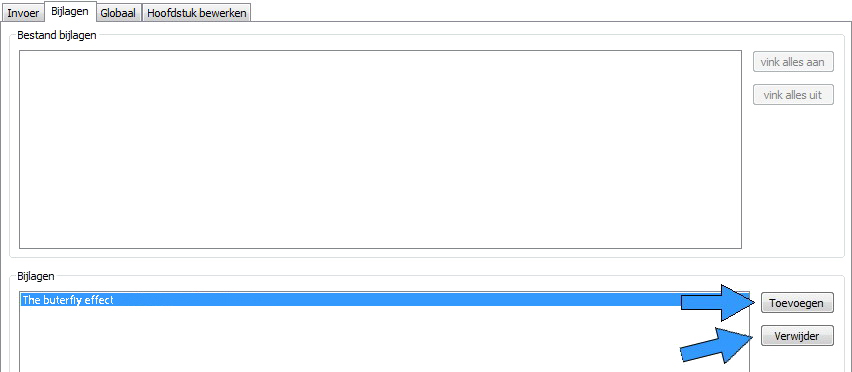 Invoer Bijlagen Globaal Hoofdstuk bewerken
Bestand bijlagen
vink alles aan
vink alles uit
Bijlagen
The buterfly effect
Toevoegen
Verwijder